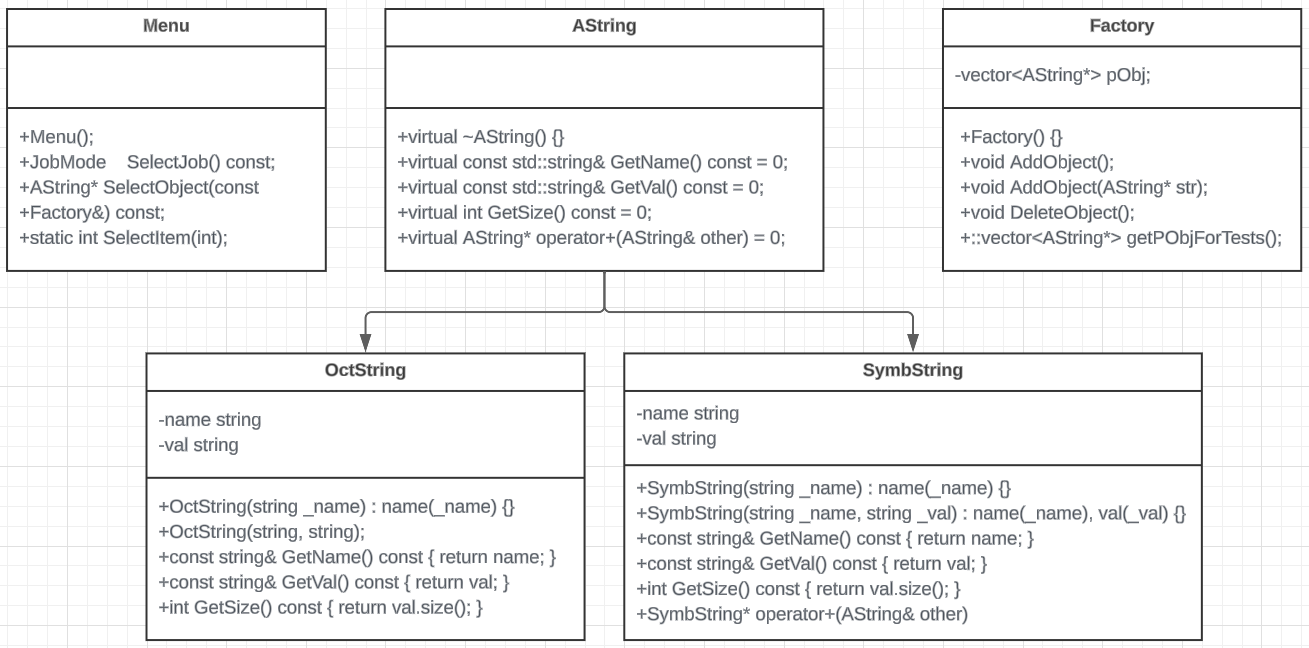 Menu
+Menu();
+JobMode    SelectJob() const;
+AString* SelectObject(const
+Factory&) const;
+static int SelectItem(int);
AString
+virtual ~AString() {}
+virtual const std::string& GetName() const = 0;
+virtual const std::string& GetVal() const = 0;
+virtual int GetSize() const = 0;
+virtual AString* operator+(AString& other) = 0;
Factory
-vector<AString*> pObj;
+Factory() {}
+void AddObject();
+void AddObject(AString* str);
+void DeleteObject();
+::vector<AString*> getPObjForTests();
OctString
-name string
-val string
+OctString(string _name) : name(_name) {}
+OctString(string, string);
+const string& GetName() const { return name; }
+const string& GetVal() const { return val; }
+int GetSize() const { return val.size(); }
SymbString
-name string
-val string
+SymbString(string _name) : name(_name) {}
+SymbString(string _name, string _val) : name(_name), val(_val) {}
+const string& GetName() const { return name; }
+const string& GetVal() const { return val; }
+int GetSize() const { return val.size(); }
+SymbString* operator+(AString& other)